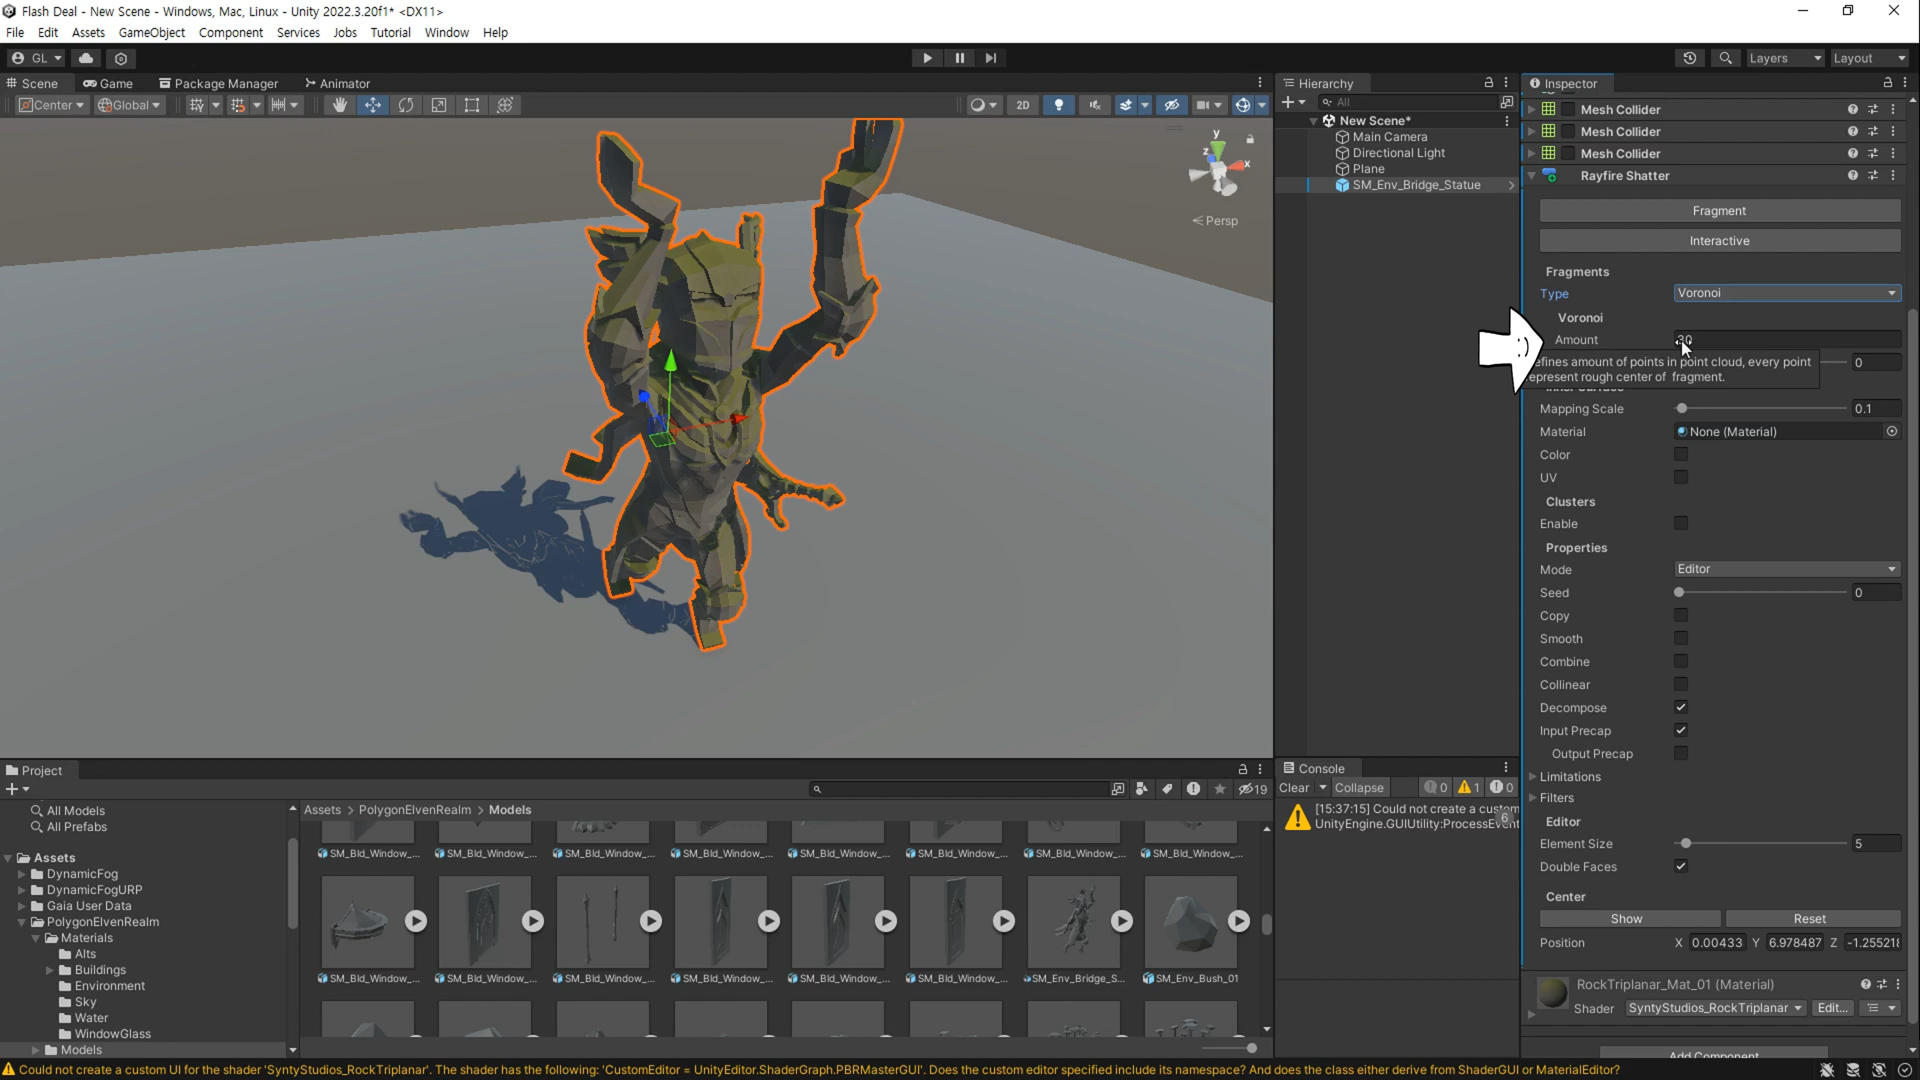 Flash Deal - New Scene - Windows, Mac, Linux - Unity 2022.3.20f1* <DX11>
File Edit Assets GameObject Component Services Jobs Tutorial Window Help
GL Layers Layout
Scene Game Package Manager Animator
Center Global 2D
y
z
x
Persp
Hierarchy
All
New Scene*
Main Camera
Directional Light
Plane
SM_Env_Bridge_Statue
Inspector
Mesh Collider
Mesh Collider
Mesh Collider
Rayfire Shatter
Fragment
Interactive
Fragments
Type Voronoi
Voronoi
Amount 30
efines amount of points in point cloud, every point 0
epresent rough center of fragment.
Mapping Scale 0.1
Material None (Material)
Color
UV
Clusters
Enable
Properties
Mode Editor
Seed 0
Copy
Smooth
Combine
Collinear
Decompose
Input Precap
Output Precap
Limitations
Filters
Editor
Element Size 5
Double Faces
Center
Show Reset
Position X 0.00433 Y 6.978487 Z -1.255218
RockTriplanar_Mat_01 (Material)
Shader SyntyStudios_RockTriplanar Edit...
Add Component
Project
19
All Models
All Prefabs
Assets
DynamicFog
DynamicFogURP
Gaia User Data
PolygonElvenRealm
Materials
Alts
Buildings
Environment
Sky
Water
WindowGlass
Models
Assets > PolygonElvenRealm > Models
SM_Bld_Window_... SM_Bld_Window_... SM_Bld_Window_... SM_Bld_Window_... SM_Bld_Window_... SM_Bld_Window_... SM_Bld_Window_... SM_Bld_Window_...
SM_Bld_Window_... SM_Bld_Window_... SM_Bld_Window_... SM_Bld_Window_... SM_Bld_Window_... SM_Bld_Window_... SM_Env_Bridge_S... SM_Env_Bush_01
Console
Clear Collapse 0 1 0
[15:37:15] Could not create a custom
UnityEngine.GUIUtility:ProcessEvent
6
Could not create a custom UI for the shader 'SyntyStudios_RockTriplanar'. The shader has the following: 'CustomEditor = UnityEditor.ShaderGraph.PBRMasterGUI'. Does the custom editor specified include its namespace? And does the class either derive from ShaderGUI or MaterialEditor?